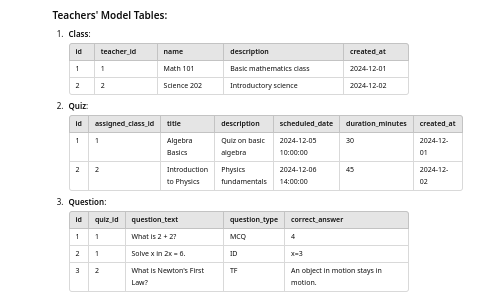 Teachers' Model Tables:
1. Class:
id teacher_id name description created_at
1 1 Math 101 Basic mathematics class 2024-12-01
2 2 Science 202 Introductory science 2024-12-02
2. Quiz:
id assigned_class_id title description scheduled_date duration_minutes created_at
1 1 Algebra Quiz on basic 2024-12-05 30 2024-12-
Basics algebra 10:00:00 01
2 2 Introduction Physics 2024-12-06 45 2024-12-
to Physics fundamentals 14:00:00 02
3. Question:
id quiz_id question_text question_type correct_answer
1 1 What is 2 + 2? MCQ 4
2 1 Solve x in 2x = 6. ID x=3
3 2 What is Newton's First TF An object in motion stays in
Law? motion.